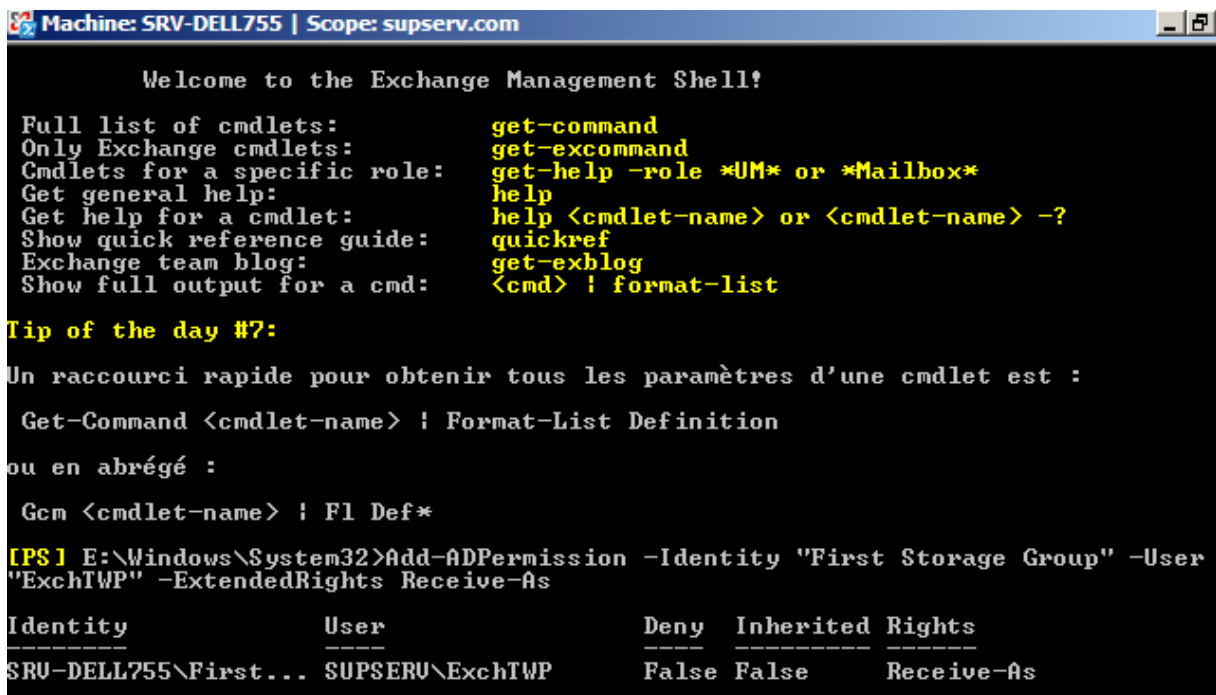 Machine: SRV-DELL755 | Scope: supserv.com
Welcome to the Exchange Management Shell!
Full list of cmdlets: get-command
Only Exchange cmdlets: get-excommand
Cmdlets for a specific role: get-help -role *UM* or *Mailbox*
Get general help: help
Get help for a cmdlet: help <cmdlet-name> or <cmdlet-name> -?
Show quick reference guide: quickref
Exchange team blog: get-exblog
Show full output for a cmd: <cmd> | format-list
Tip of the day #7:
Un raccourci rapide pour obtenir tous les paramètres d'une cmdlet est :
Get-Command <cmdlet-name> | Format-List Definition
ou en abrégé :
Gcm <cmdlet-name> | Fl Def*
[PS] E:\Windows\System32>Add-ADPermission -Identity "First Storage Group" -User
"ExchTWP" -ExtendedRights Receive-As
Identity User Deny Inherited Rights
-------- ---- ---- --------- ------
SRV-DELL755\First... SUPSERV\ExchTWP False False Receive-As